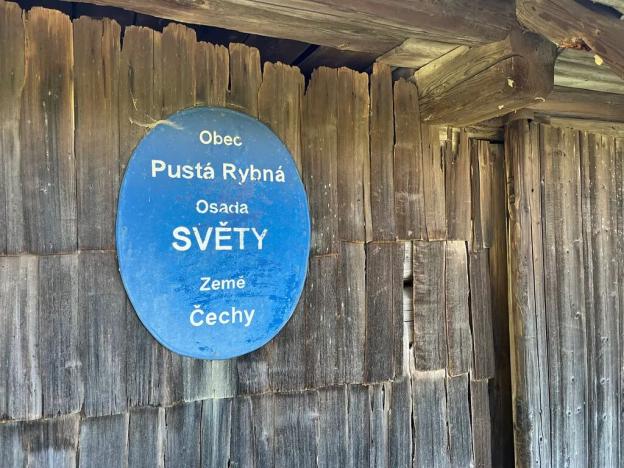 Obec
Pustá Rybná
Osada
SVĚTY
Země
Čechy